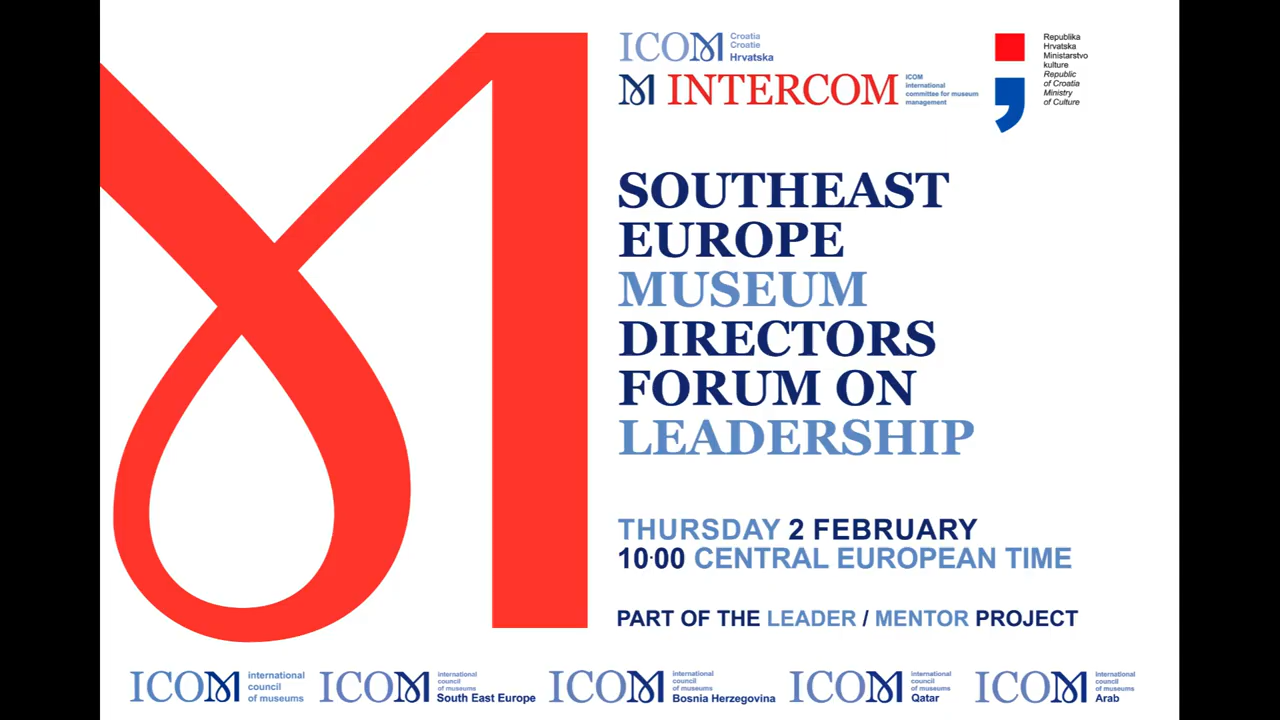 ICOM Croatia
Croatie
Hrvatska
M INTERCOM ICOM
international
committee for museum
management
Republika
Hrvatska
Ministarstvo
kulture
Republic
of Croatia
Ministry
of Culture
SOUTHEAST
EUROPE
MUSEUM
DIRECTORS
FORUM ON
LEADERSHIP
THURSDAY 2 FEBRUARY
10·00 CENTRAL EUROPEAN TIME
PART OF THE LEADER / MENTOR PROJECT
ICOM international
council
of museums
ICOM international
council
of museums
South East Europe
ICOM international
council
of museums
Bosnia Herzegovina
ICOM international
council
of museums
Qatar
ICOM international
council
of museums
Arab